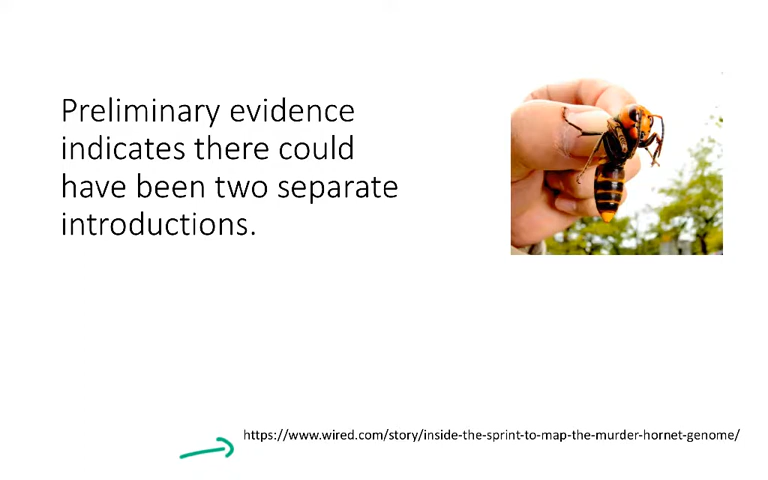 Preliminary evidence
indicates there could
have been two separate
introductions.
https://www.wired.com/story/inside-the-sprint-to-map-the-murder-hornet-genome/